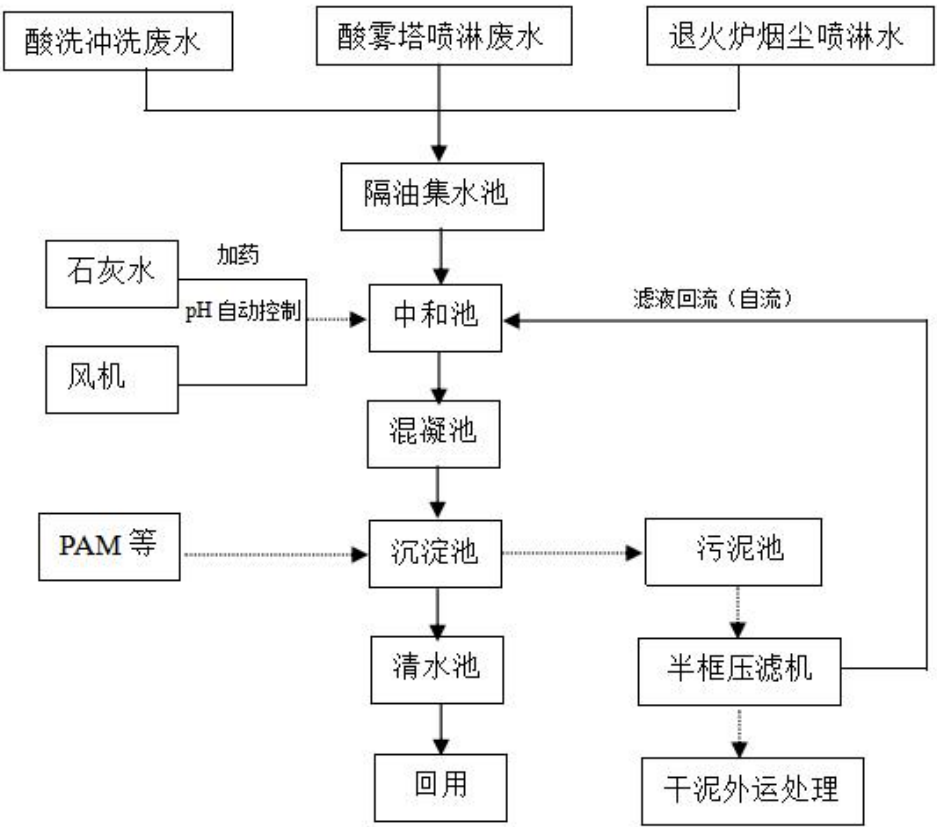 酸洗冲洗废水
酸雾塔喷淋废水
退火炉烟尘喷淋水
隔油集水池
石灰水
加药
pH 自动控制
中和池
滤液回流（自流）
风机
混凝池
PAM 等
沉淀池
污泥池
清水池
半框压滤机
回用
干泥外运处理